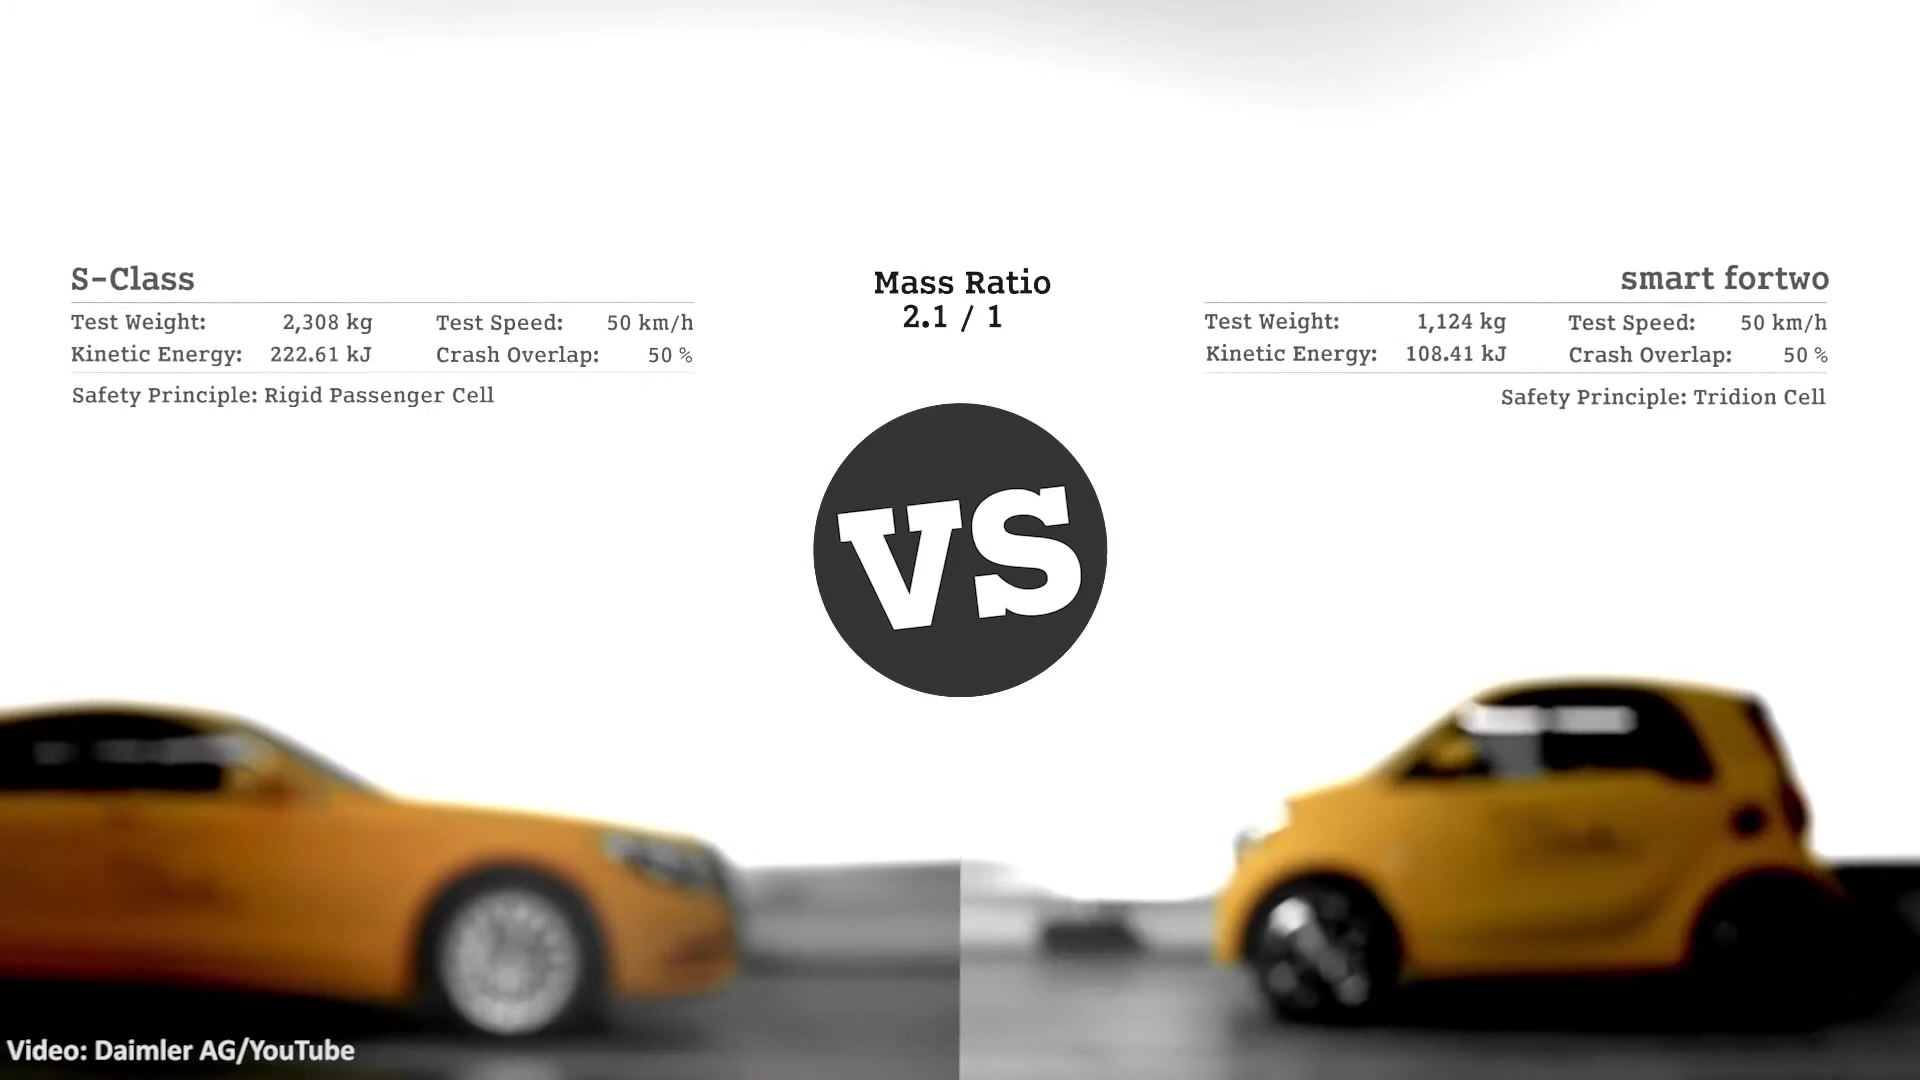 S-Class
Test Weight: 2,308 kg Test Speed: 50 km/h
Kinetic Energy: 222.61 kJ Crash Overlap: 50 %
Safety Principle: Rigid Passenger Cell
Mass Ratio
2.1 / 1
smart fortwo
Test Weight: 1,124 kg Test Speed: 50 km/h
Kinetic Energy: 108.41 kJ Crash Overlap: 50 %
Safety Principle: Tridion Cell
VS
Video: Daimler AG/YouTube